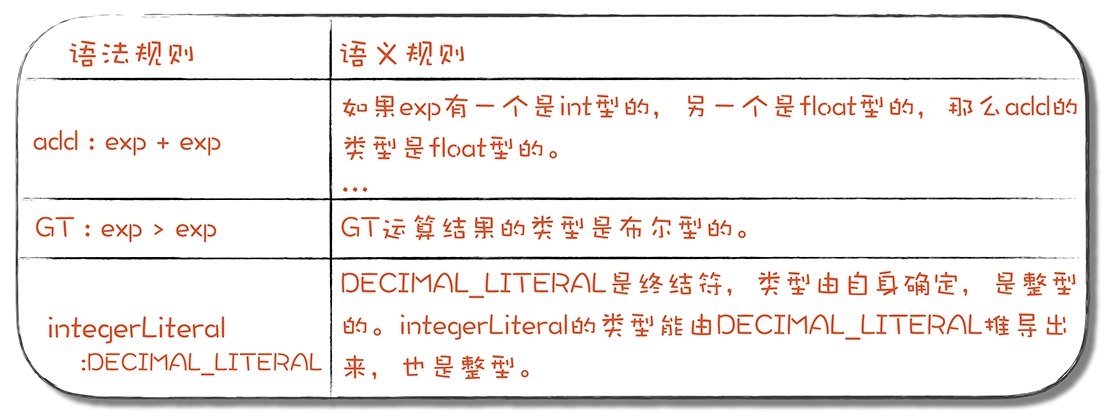 语法规则
语义规则
add : exp + exp
如果exp有一个是int型的，另一个是float型的，那么add的
类型是float型的。
...
GT : exp > exp
GT运算结果的类型是布尔型的。
integerLiteral
:DECIMAL_LITERAL
DECIMAL_LITERAL是终结符，类型由自身确定，是整型
的。integerLiteral的类型能由DECIMAL_LITERAL推导出
来，也是整型。